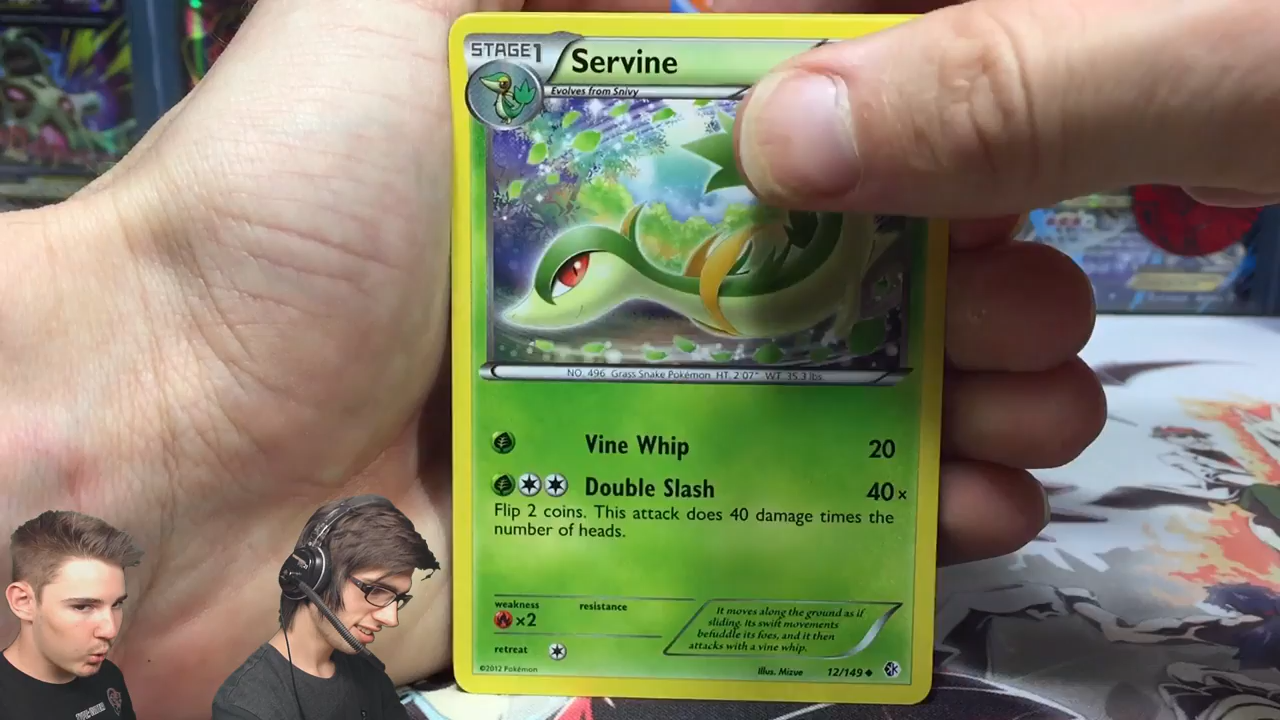 STAGE1
Servine
Evolves from Snivy
NO. 496 Grass Snake Pokémon HT. 2'07" WT. 35.3 lbs.
Vine Whip 20
Double Slash 40×
Flip 2 coins. This attack does 40 damage times the
number of heads.
weakness
×2
resistance
retreat
It moves along the ground as if
sliding. Its swift movements
befuddle its foes, and it then
attacks with a vine whip.
©2012 Pokémon
Illus. Mizue 12/149